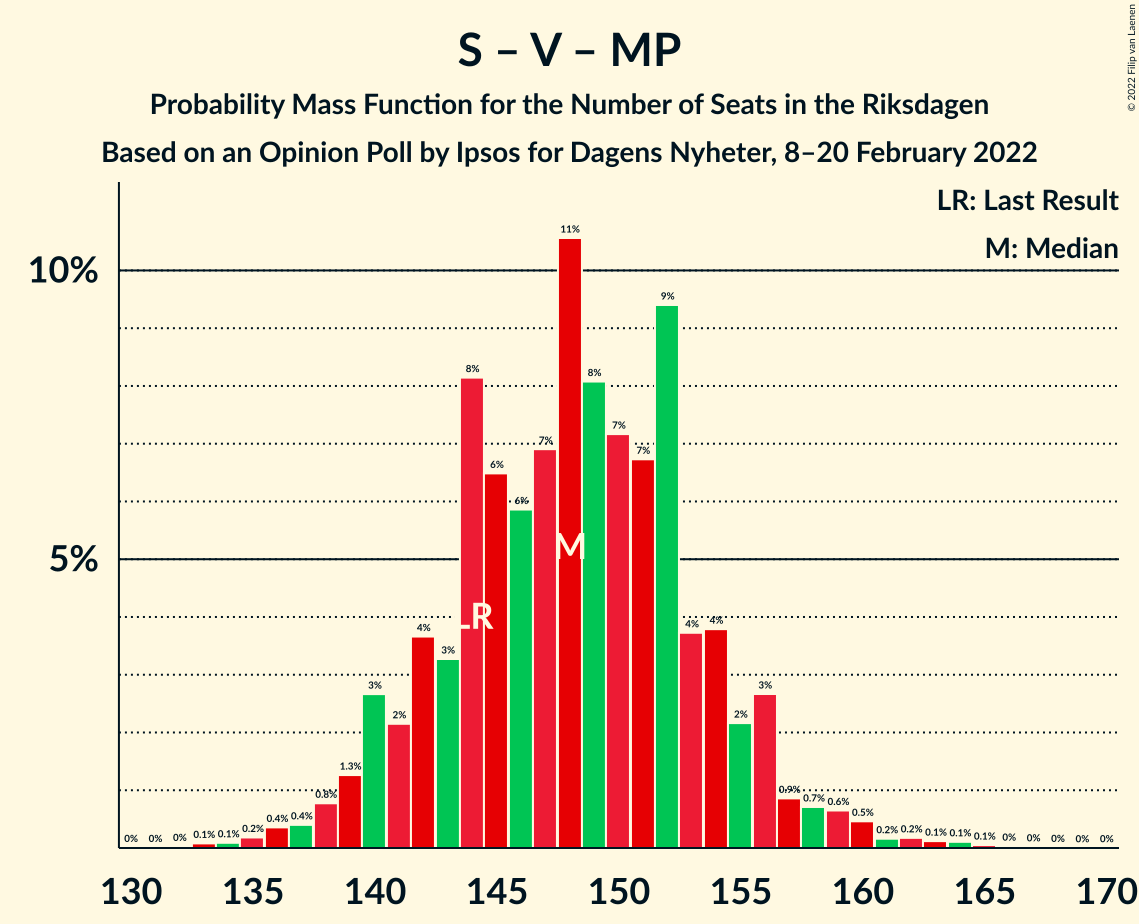 S – V – MP
Probability Mass Function for the Number of Seats in the Riksdagen
Based on an Opinion Poll by Ipsos for Dagens Nyheter, 8–20 February 2022
© 2022 Filip van Laenen
LR: Last Result
M: Median
10%
5%
0% 0% 0% 0.1% 0.1% 0.2% 0.4% 0.4% 0.8% 1.3% 3% 2% 4% 3% 8% 6% 6% 7% 11% 8% 7% 7% 9% 4% 4% 2% 3% 0.9% 0.7% 0.6% 0.5% 0.2% 0.2% 0.1% 0.1% 0.1% 0% 0% 0% 0% 0%
M
LR
130 135 140 145 150 155 160 165 170